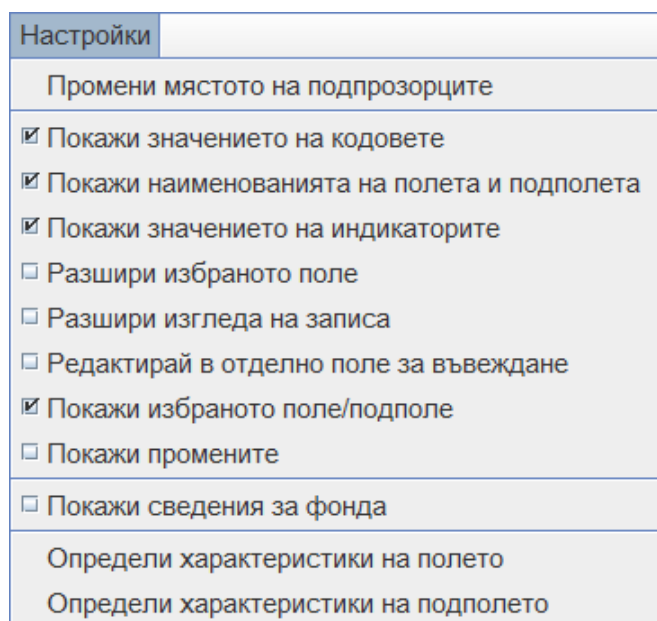 Настройки
Промени мястото на подпрозорците
Покажи значението на кодовете
Покажи наименованията на полета и подполета
Покажи значението на индикаторите
Разшири избраното поле
Разшири изгледа на записа
Редактирай в отделно поле за въвеждане
Покажи избраното поле/подполе
Покажи промените
Покажи сведения за фонда
Определи характеристики на полето
Определи характеристики на подполето